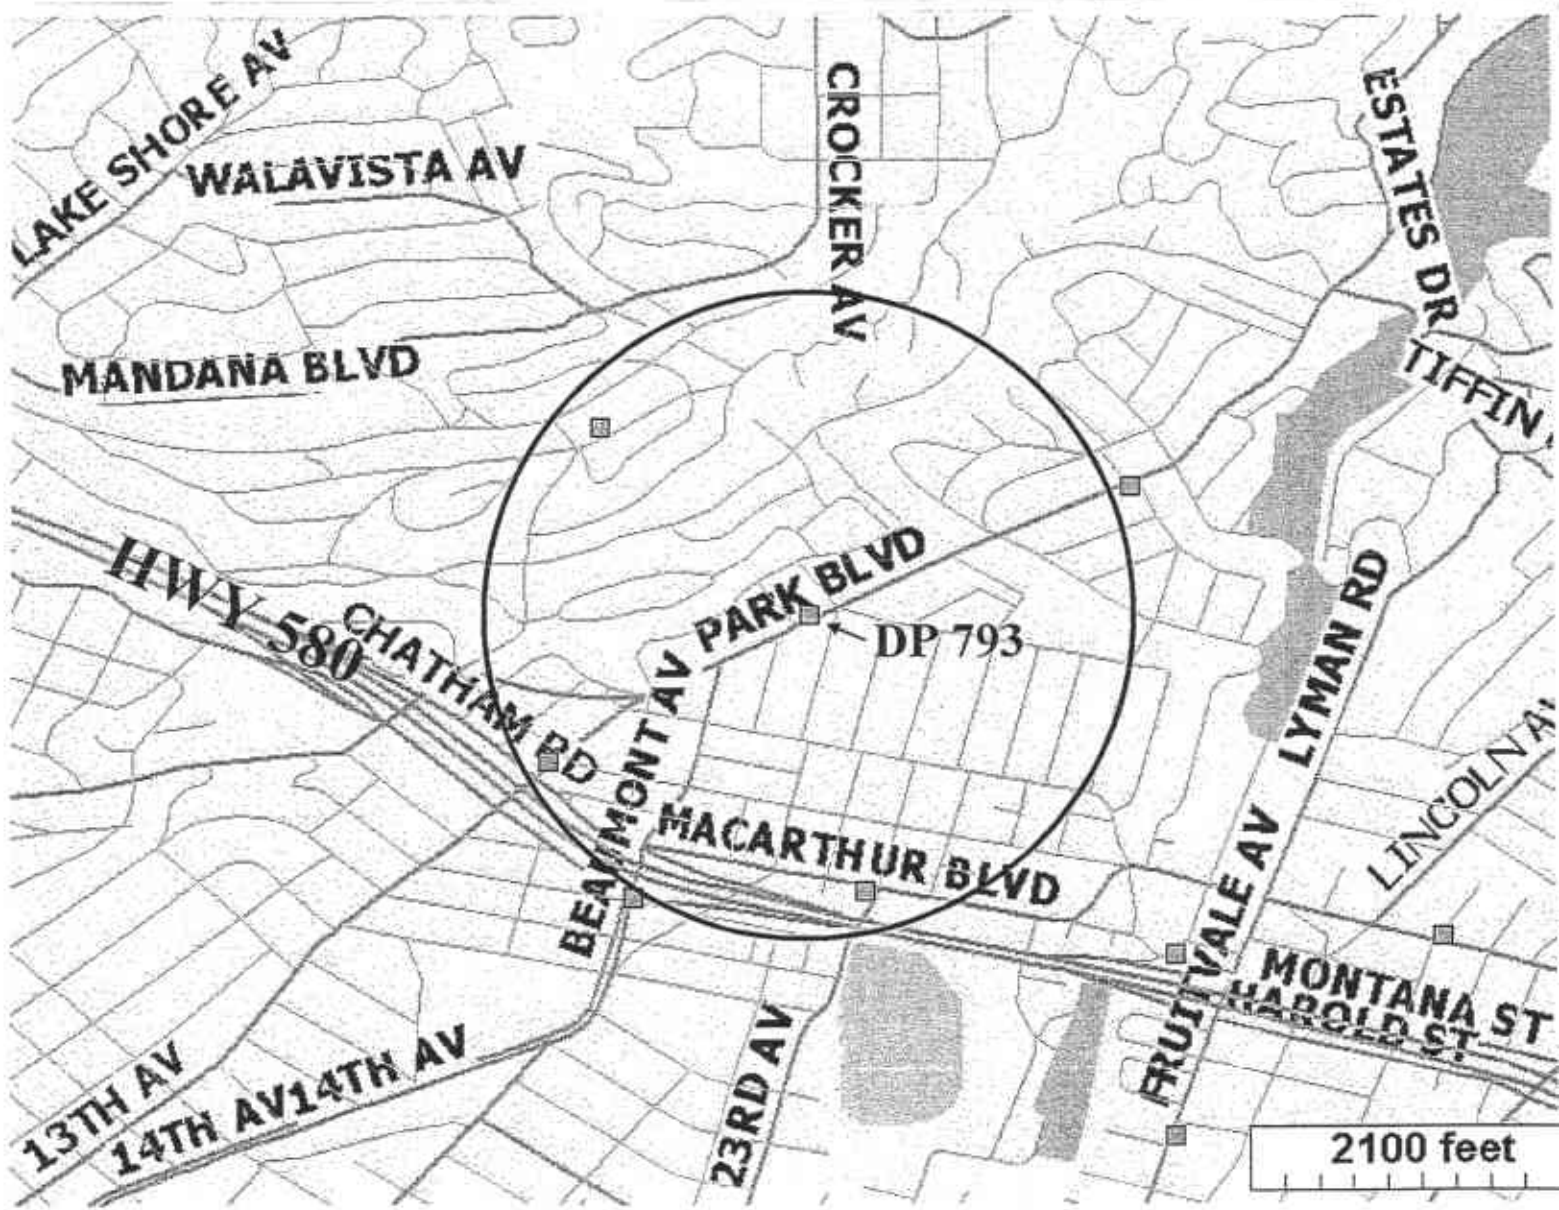 LAKE SHORE AV
WALAVISTA AV
CROCKER AV
ESTATES DR
MANDANA BLVD
TIFFIN
HWY 580
CHATHAM RD
PARK BLVD
DP 793
BEAUMONT AV
LYMAN RD
LINCOLN AV
MACARTHUR BLVD
FRUITVALE AV
MONTANA ST
HAROLD ST
13TH AV
14TH AV14TH AV
23RD AV
2100 feet